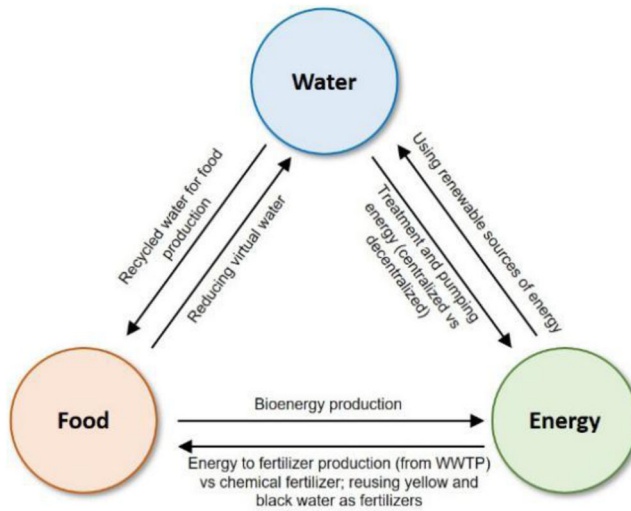 Water
Recycled water for food
production
Reducing virtual water
Treatment and pumping
energy (centralized vs
decentralized)
Using renewable sources of energy
Food
Bioenergy production
Energy
Energy to fertilizer production (from WWTP)
vs chemical fertilizer; reusing yellow and
black water as fertilizers